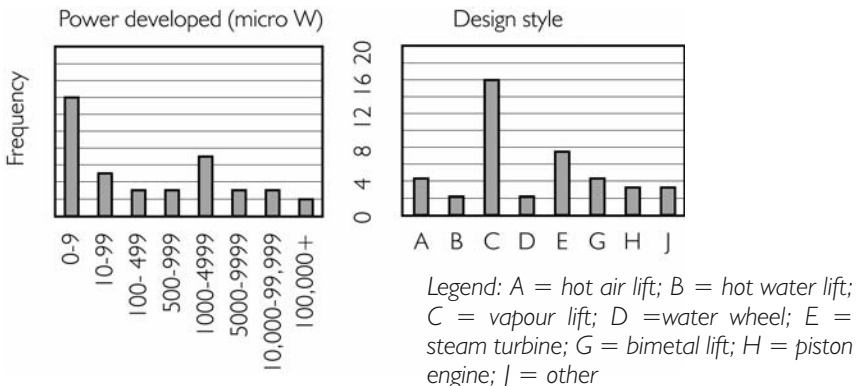 Power developed (micro W)
Frequency
0-9
10-99
100- 499
500-999
1000-4999
5000-9999
10,000-99,999
100,000+
Design style
20
16
12
8
4
0
A B C D E G H J
Legend: A = hot air lift; B = hot water lift;
C = vapour lift; D =water wheel; E =
steam turbine; G = bimetal lift; H = piston
engine; J = other